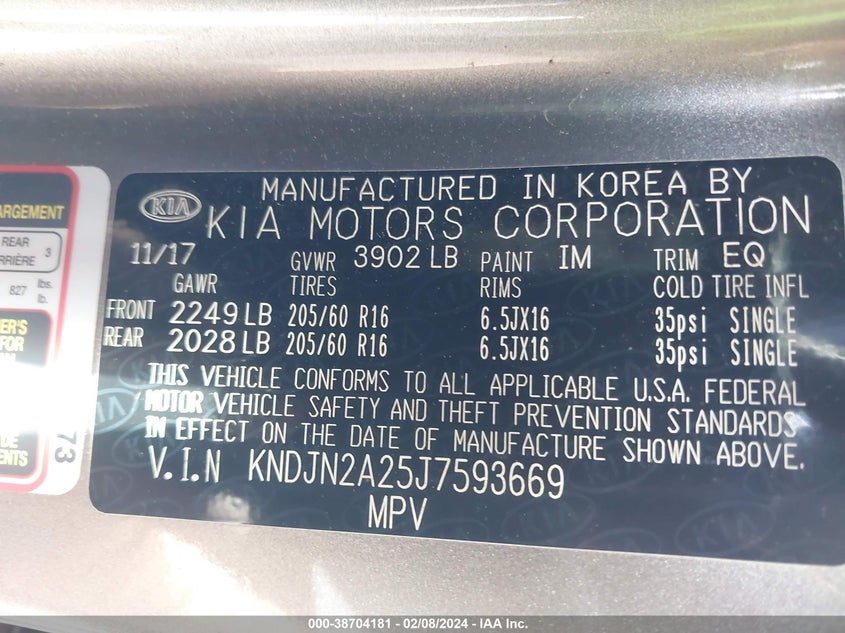 MANUFACTURED IN KOREA BY
KIA KIA MOTORS CORPORATION
11/17 GVWR 3902 LB PAINT IM TRIM EQ
GAWR TIRES RIMS COLD TIRE INFL
FRONT 2249 LB 205/60 R16 6.5JX16 35psi SINGLE
REAR 2028 LB 205/60 R16 6.5JX16 35psi SINGLE
THIS VEHICLE CONFORMS TO ALL APPLICABLE U.S.A. FEDERAL
MOTOR VEHICLE SAFETY AND THEFT PREVENTION STANDARDS
IN EFFECT ON THE DATE OF MANUFACTURE SHOWN ABOVE.
V.I.N KNDJN2A25J7593669
MPV
ARGEMENT
REAR 3
RRIÈRE
827 lbs.
lb.
ER'S
FOR
DE
ENTS
73
000-38704181 - 02/08/2024 - IAA Inc.